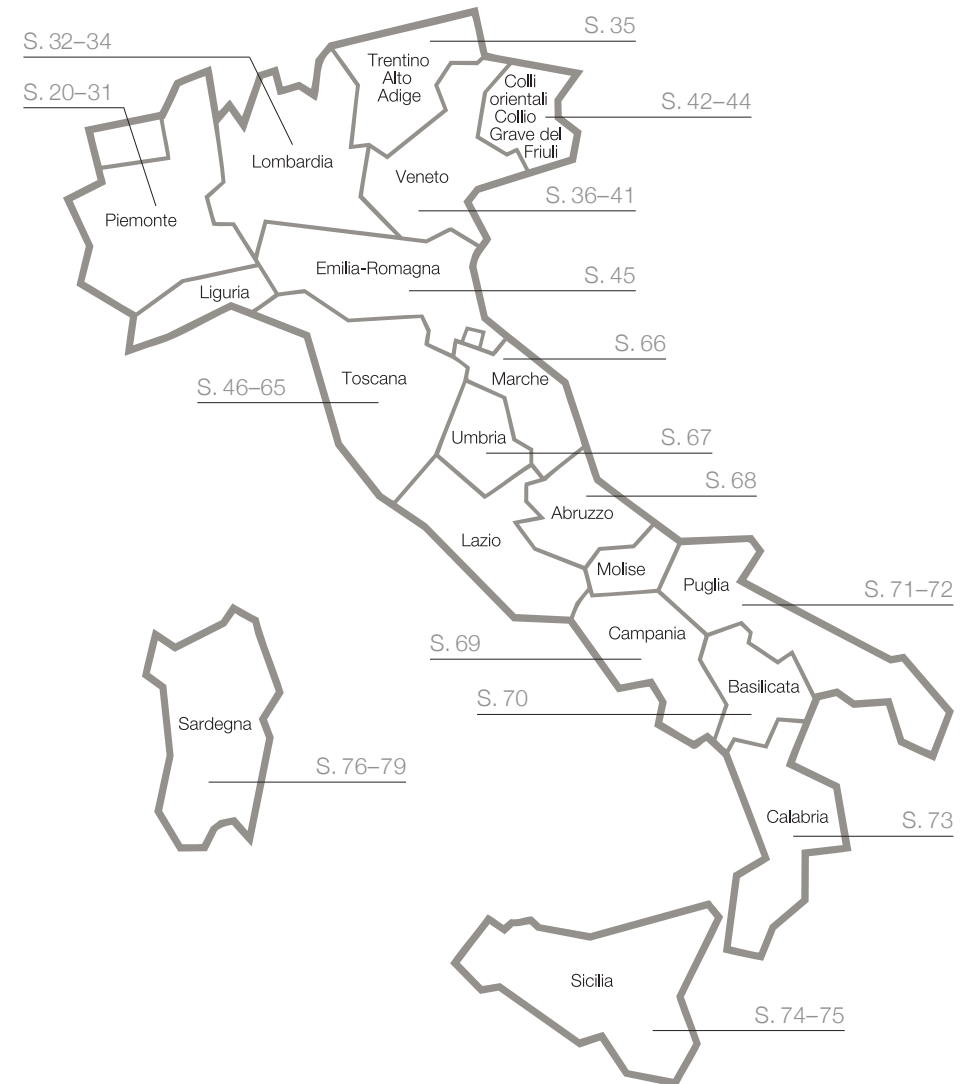 S. 35
S. 32–34
Trentino
Alto
Adige
Colli
orientali
Collio
Grave del
Friuli
S. 20–31
S. 42–44
Lombardia
Veneto
S. 36–41
Piemonte
Emilia-Romagna
S. 45
Liguria
S. 66
Toscana
Marche
S. 46–65
Umbria
S. 67
S. 68
Abruzzo
Lazio
Molise
Puglia
S. 71–72
Campania
S. 69
Basilicata
S. 70
Sardegna
S. 76–79
Calabria
S. 73
Sicilia
S. 74–75